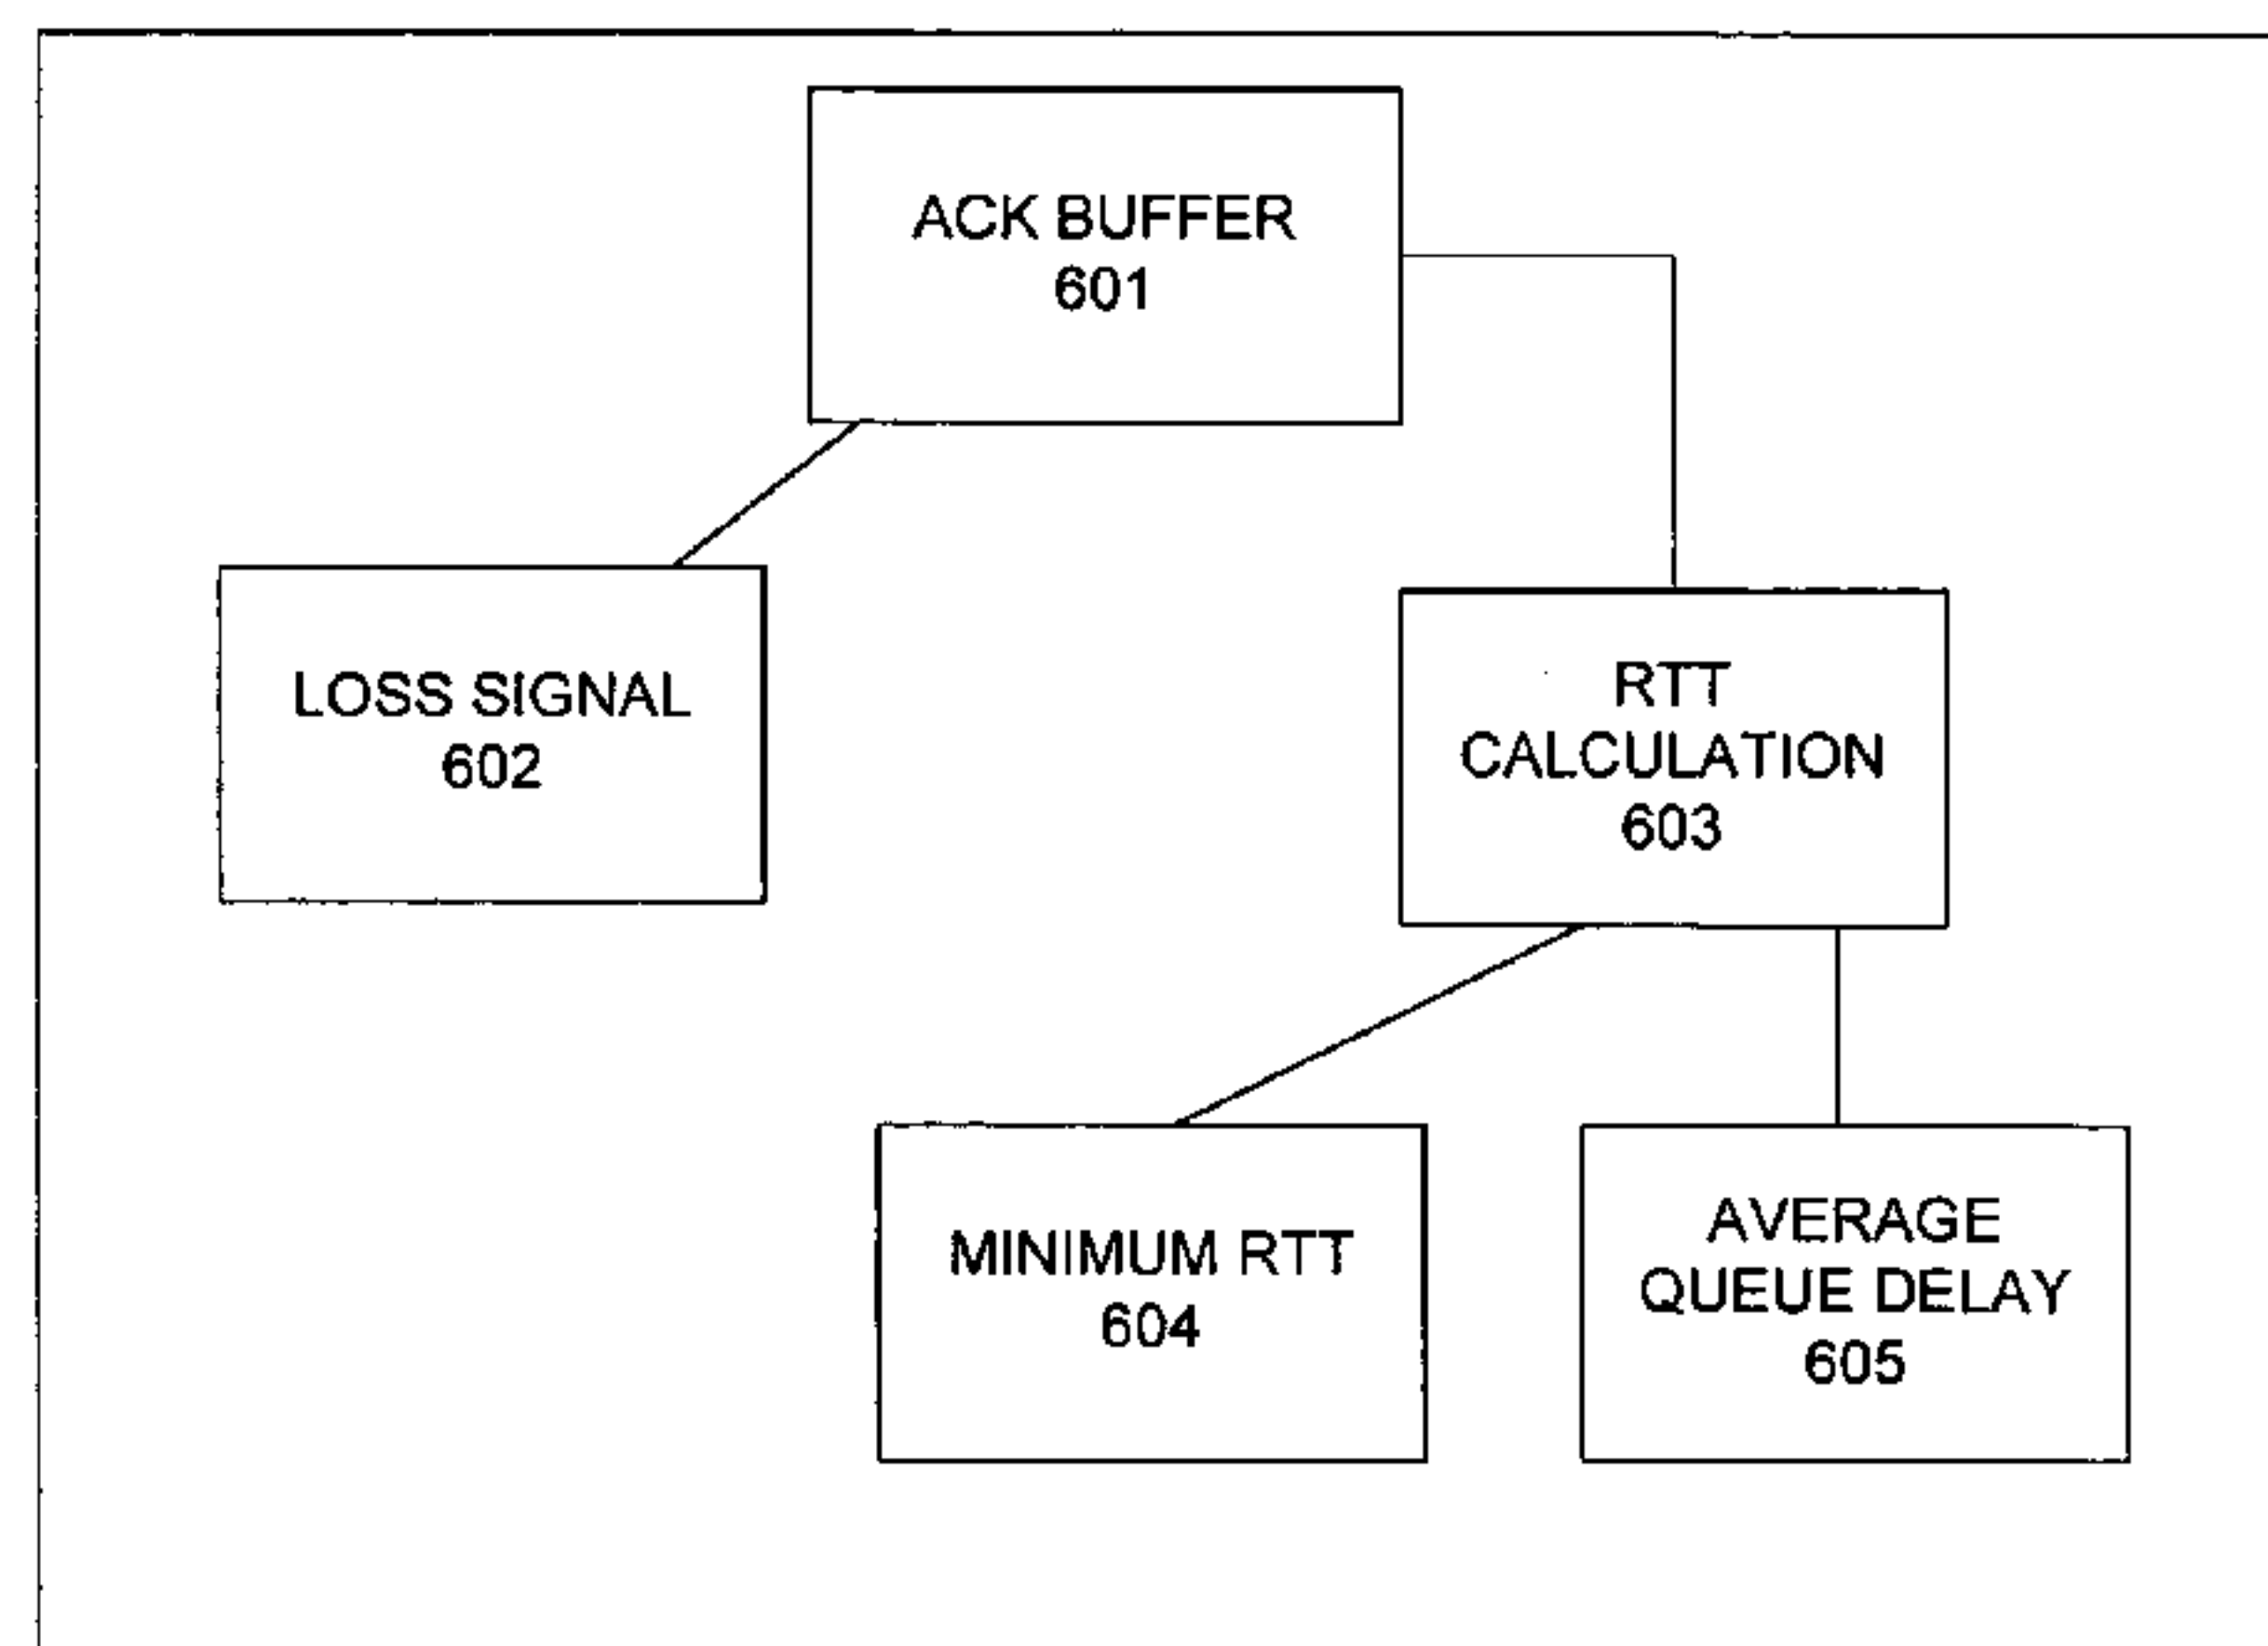 ACK BUFFER
601
LOSS SIGNAL
602
RTT
CALCULATION
603
MINIMUM RTT
604
AVERAGE
QUEUE DELAY
605